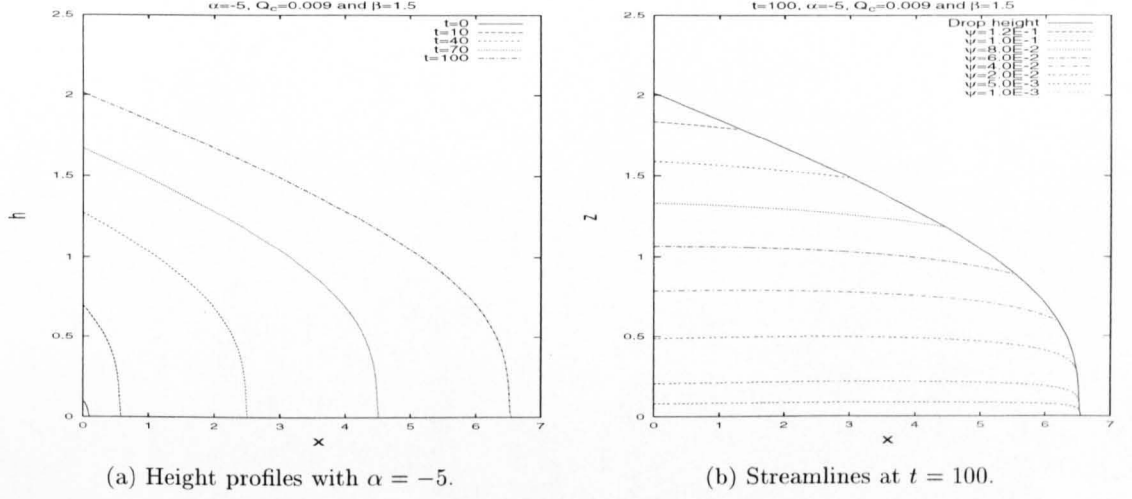 α=-5, Q_c=0.009 and β=1.5
t=0
t=10
t=40
t=70
t=100
2.5
2
1.5
1
0.5
0
h
0 1 2 3 4 5 6 7
x
(a) Height profiles with α = −5.
t=100, α=-5, Q_c=0.009 and β=1.5
Drop height
ψ=1.2E-1
ψ=1.0E-1
ψ=8.0E-2
ψ=6.0E-2
ψ=4.0E-2
ψ=2.0E-2
ψ=5.0E-3
ψ=1.0E-3
2.5
2
1.5
1
0.5
0
z
0 1 2 3 4 5 6 7
x
(b) Streamlines at t = 100.